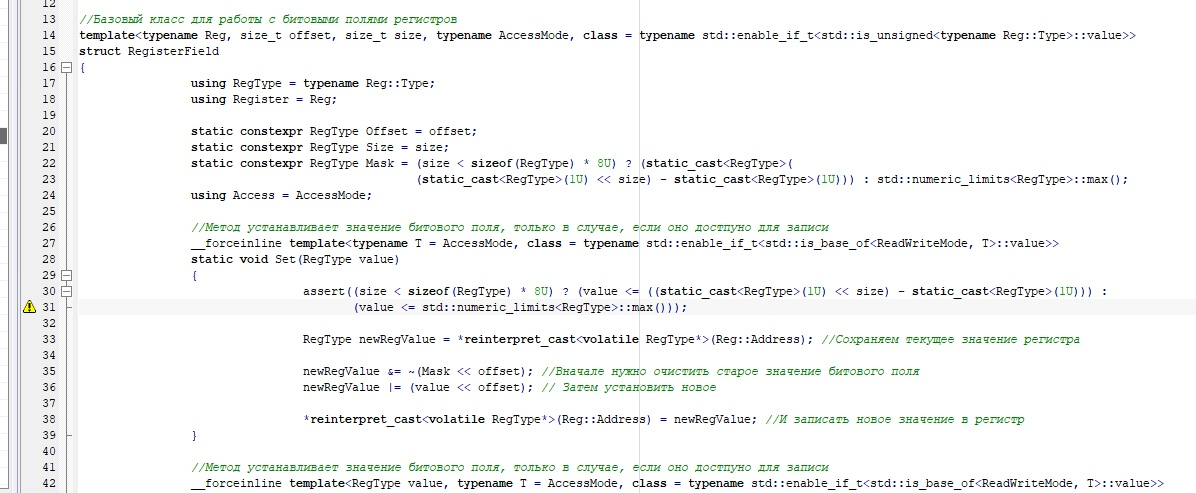 12
13 //Базовый класс для работы с битовыми полями регистров
14 template<typename Reg, size_t offset, size_t size, typename AccessMode, class = typename std::enable_if_t<std::is_unsigned<typename Reg::Type>::value>>
15 struct RegisterField
16 {
17 using RegType = typename Reg::Type;
18 using Register = Reg;
19
20 static constexpr RegType Offset = offset;
21 static constexpr RegType Size = size;
22 static constexpr RegType Mask = (size < sizeof(RegType) * 8U) ? (static_cast<RegType>(
23 (static_cast<RegType>(1U) << size) - static_cast<RegType>(1U))) : std::numeric_limits<RegType>::max();
24 using Access = AccessMode;
25
26 //Метод устанавливает значение битового поля, только в случае, если оно достпуно для записи
27 __forceinline template<typename T = AccessMode, class = typename std::enable_if_t<std::is_base_of<ReadWriteMode, T>::value>>
28 static void Set(RegType value)
29 {
30 assert((size < sizeof(RegType) * 8U) ? (value <= ((static_cast<RegType>(1U) << size) - static_cast<RegType>(1U))) :
31 (value <= std::numeric_limits<RegType>::max()));
32
33 RegType newRegValue = *reinterpret_cast<volatile RegType*>(Reg::Address); //Сохраняем текущее значение регистра
34
35 newRegValue &= ~(Mask << offset); //Вначале нужно очистить старое значение битового поля
36 newRegValue |= (value << offset); // Затем установить новое
37
38 *reinterpret_cast<volatile RegType*>(Reg::Address) = newRegValue; //И записать новое значение в регистр
39 }
40
41 //Метод устанавливает значение битового поля, только в случае, если оно достпуно для записи
42 __forceinline template<RegType value, typename T = AccessMode, class = typename std::enable_if_t<std::is_base_of<ReadWriteMode, T>::value>>